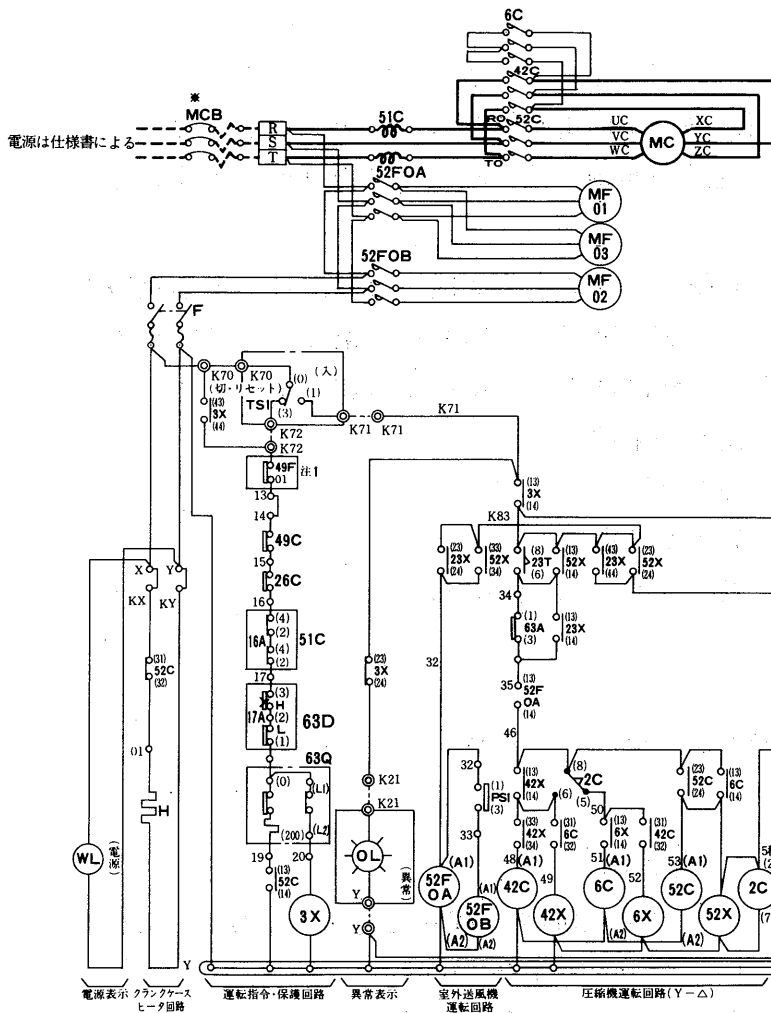 6C
42C
※
MCB
51C
RO
52C
UC
XC
電源は仕様書による
R
S
T
VC
MC
YC
WC
ZC
TO
52FOA
MF
01
MF
03
52FOB
MF
02
F
K70
K70
(0)
(入)
(切・リセット)
TS1
(1)
(3)
(43)
3X
(44)
K71
K71
K71
K72
K72
49F
01
注1
13
14
(13)
3X
(14)
K83
49C
15
26C
16
(23)
23X
(24)
(33)
52X
(34)
(8)
23T
(6)
(13)
52X
(14)
(43)
23X
(44)
(23)
52X
(24)
34
X
Y
KX
KY
(4)
16A
(2)
(4)
(2)
51C
(1)
63A
(3)
(13)
23X
(14)
32
(31)
52C
(32)
17
(3)
H
17A
(2)
L
(1)
63D
(23)
3X
(24)
35
(13)
52F
0A
(14)
46
01
63Q
(0)
(L1)
(200)
(L2)
K21
K21
32
(1)
PS1
(3)
33
(13)
42X
(14)
(8)
2C
(6)
(5)
50
(23)
52C
(24)
(13)
6C
(14)
H
WL
(電源)
19
20
(13)
52C
(14)
OL
(異常)
(33)
42X
(34)
(31)
6C
(32)
(13)
6X
(14)
(31)
42C
(32)
48
(A1)
49
51
(A1)
52
53
(A1)
3X
Y
Y
52F
0A
(A1)
52F
0B
(A2)
(A2)
42C
42X
6C
6X
(A2)
52C
(A2)
52X
2C
(A2)
Y
電源表示
クランクケース
ヒータ回路
運転指令・保護回路
異常表示
室外送風機
運転回路
圧縮機運転回路(Y-△)